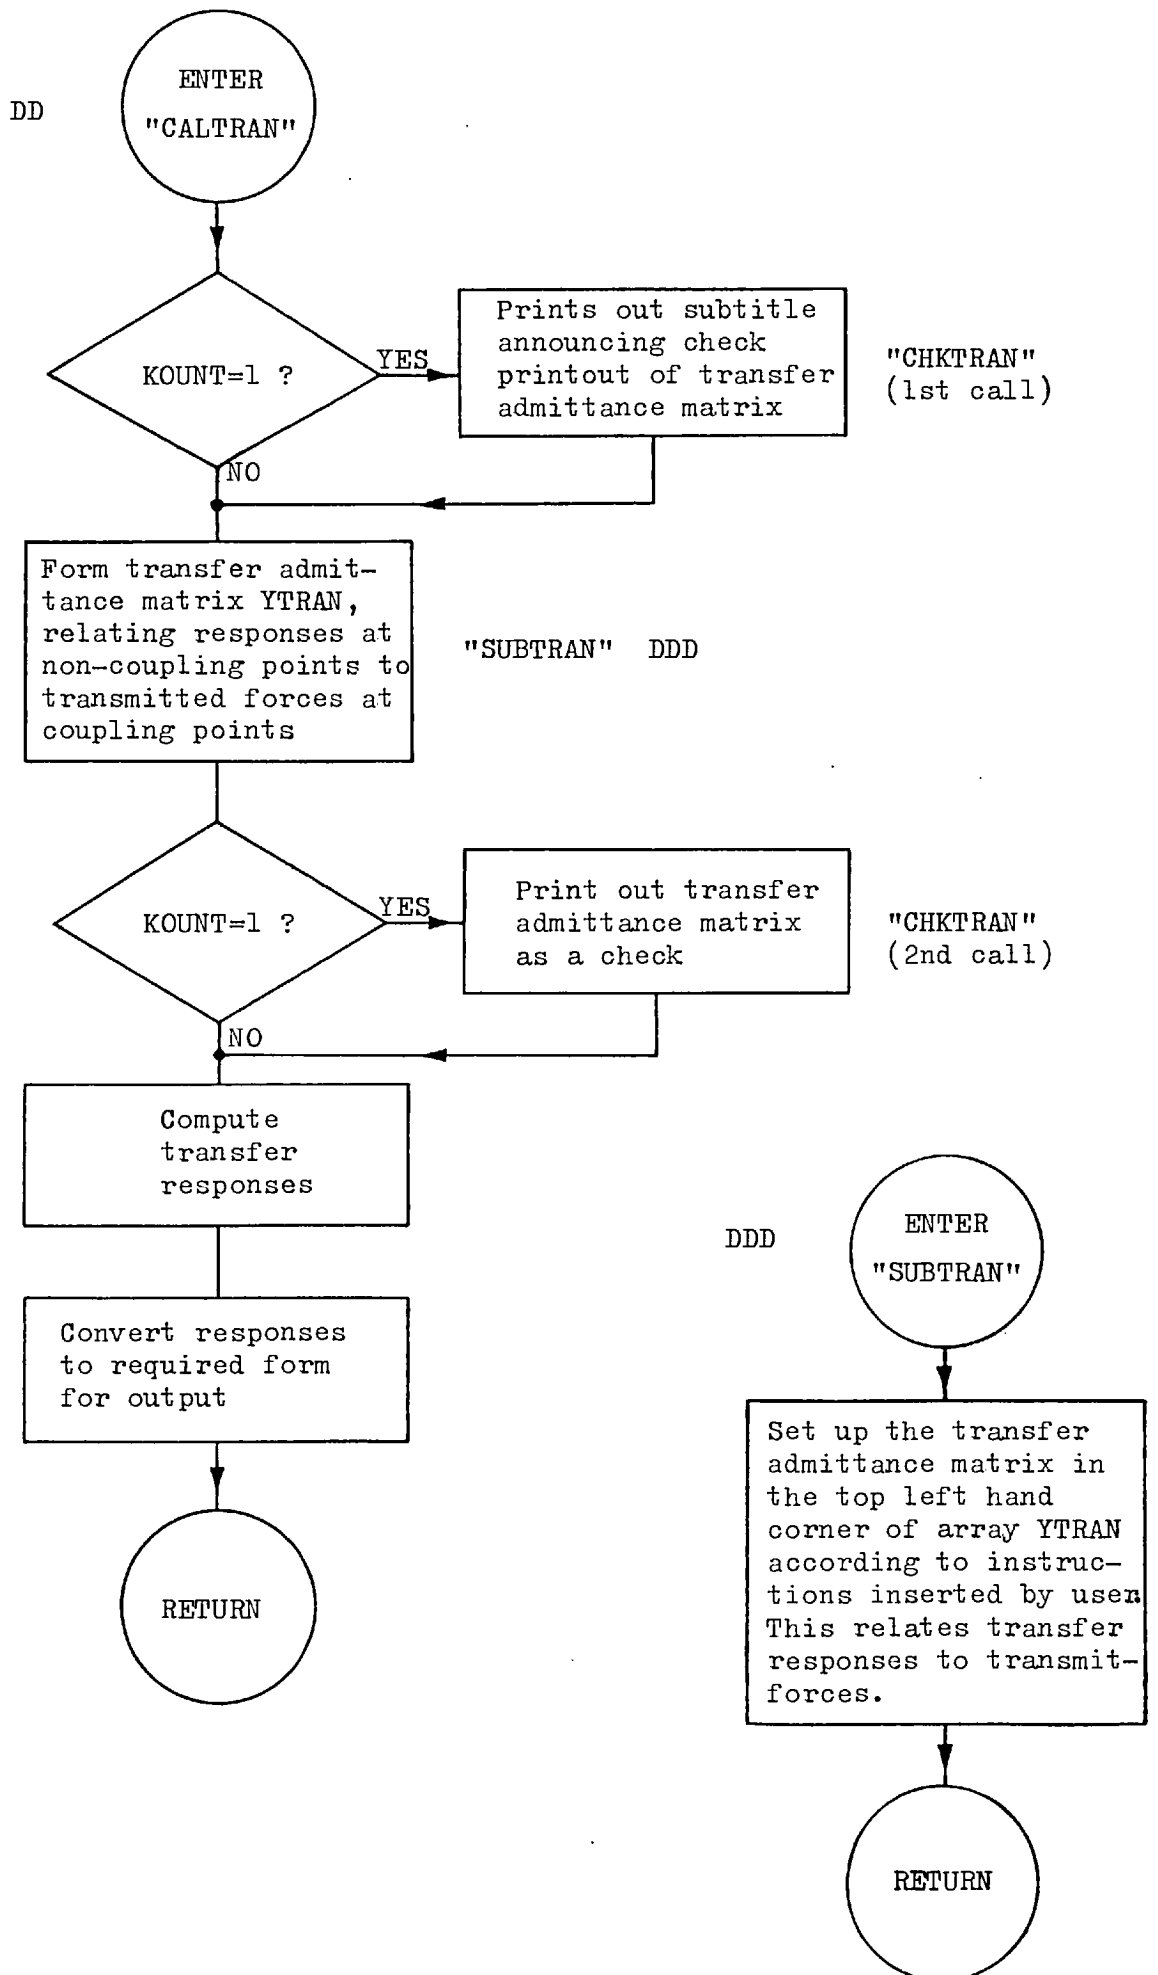 DD
ENTER
"CALTRAN"
KOUNT=1 ?
YES
Prints out subtitle
announcing check
printout of transfer
admittance matrix
"CHKTRAN"
(1st call)
NO
Form transfer admit-
tance matrix YTRAN,
relating responses at
non-coupling points to
transmitted forces at
coupling points
"SUBTRAN" DDD
KOUNT=1 ?
YES
Print out transfer
admittance matrix
as a check
"CHKTRAN"
(2nd call)
NO
Compute
transfer
responses
Convert responses
to required form
for output
RETURN
DDD
ENTER
"SUBTRAN"
Set up the transfer
admittance matrix in
the top left hand
corner of array YTRAN
according to instruc-
tions inserted by user.
This relates transfer
responses to transmit-
forces.
RETURN